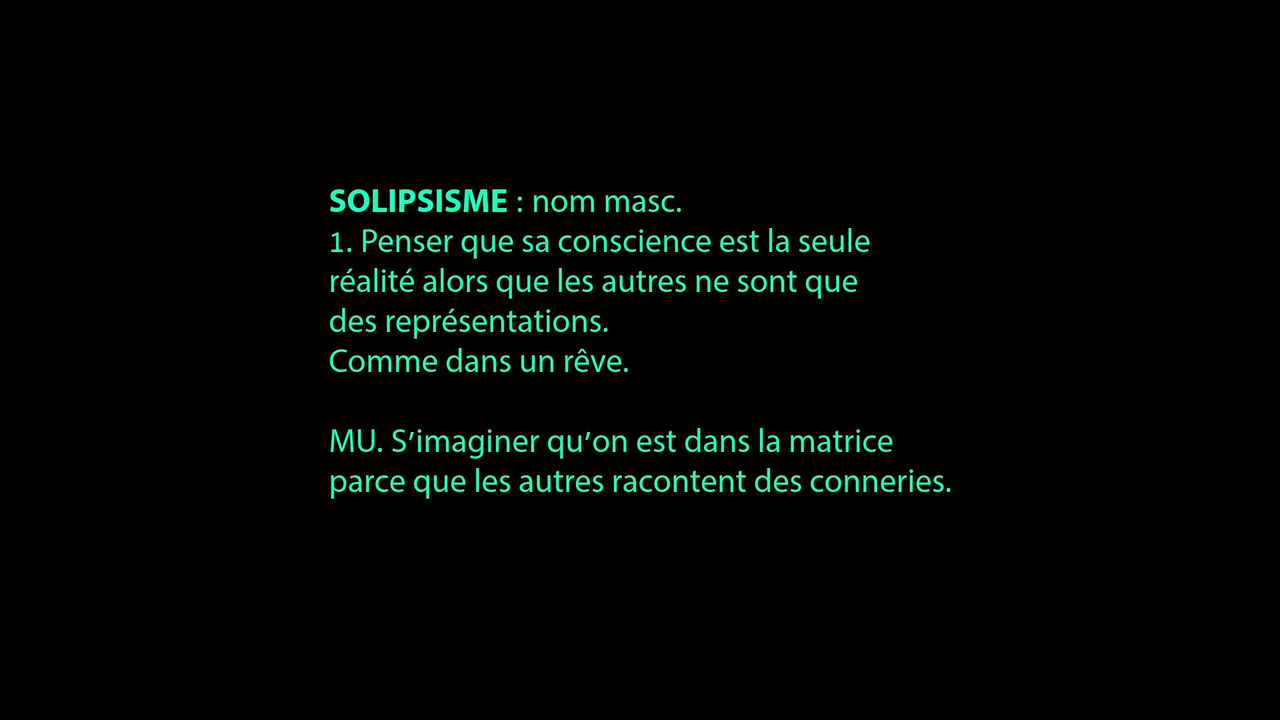 SOLIPSISME : nom masc.
1. Penser que sa conscience est la seule
réalité alors que les autres ne sont que
des représentations.
Comme dans un rêve.
MU. S’imaginer qu’on est dans la matrice
parce que les autres racontent des conneries.